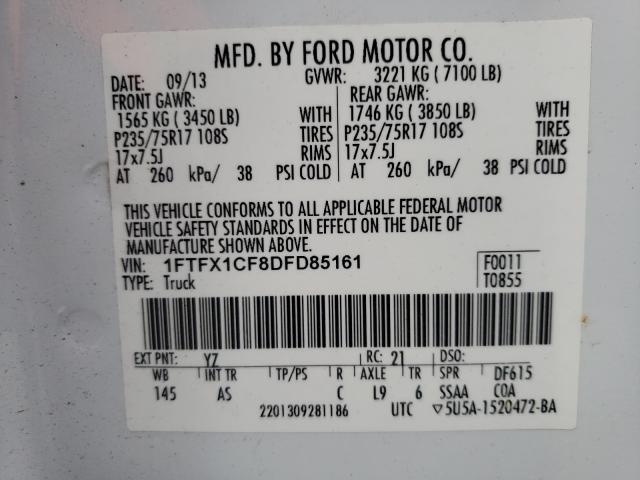 MFD. BY FORD MOTOR CO.
DATE: 09/13 GVWR: 3221 KG ( 7100 LB)
FRONT GAWR: REAR GAWR:
1565 KG ( 3450 LB) WITH 1746 KG ( 3850 LB) WITH
P235/75R17 108S TIRES P235/75R17 108S TIRES
17x7.5J RIMS 17x7.5J RIMS
AT 260 kPa/ 38 PSI COLD AT 260 kPa/ 38 PSI COLD
THIS VEHICLE CONFORMS TO ALL APPLICABLE FEDERAL MOTOR
VEHICLE SAFETY STANDARDS IN EFFECT ON THE DATE OF
MANUFACTURE SHOWN ABOVE.
VIN: 1FTFX1CF8DFD85161 F0011
TYPE: Truck T0855
EXT PNT: YZ RC: 21 DSO:
WB INT TR TP/PS R AXLE TR SPR DF615
145 AS C L9 6 SSAA COA
2201309281186 UTC ▽5U5A-1520472-BA